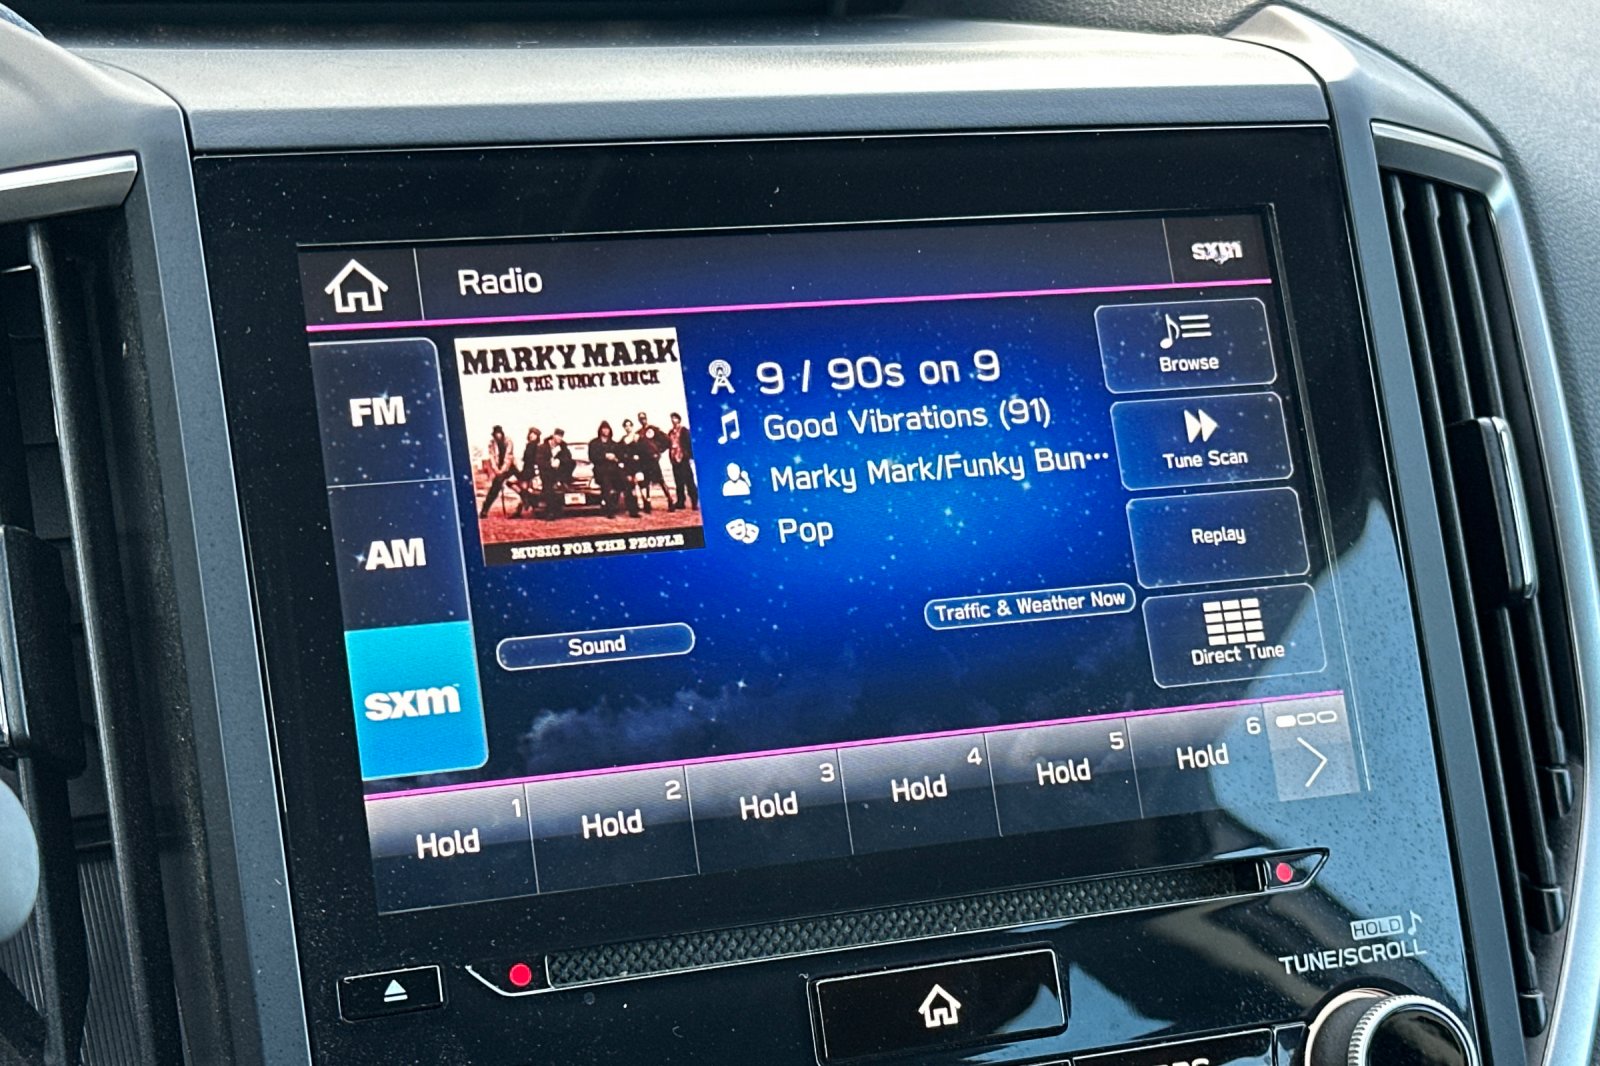 Radio
sxm
FM
AM
sxm
MARKY MARK
AND THE FUNKY BUNCH
MUSIC FOR THE PEOPLE
9 / 90s on 9
Good Vibrations (91)
Marky Mark/Funky Bun···
Pop
Browse
Tune Scan
Replay
Direct Tune
Sound
Traffic & Weather Now
1
Hold
2
Hold
3
Hold
4
Hold
5
Hold
6
Hold
HOLD
TUNE/SCROLL